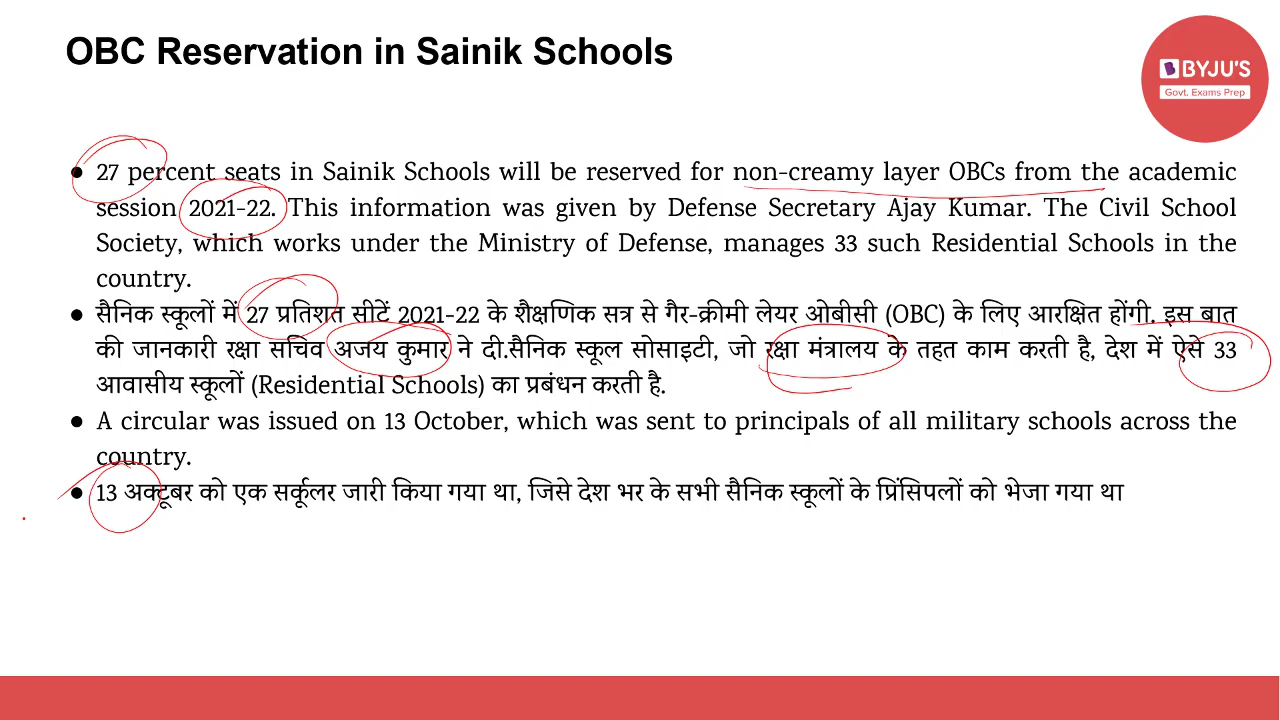 OBC Reservation in Sainik Schools
BYJU'S
Govt. Exams Prep
● 27 percent seats in Sainik Schools will be reserved for non-creamy layer OBCs from the academic
session 2021-22. This information was given by Defense Secretary Ajay Kumar. The Civil School
Society, which works under the Ministry of Defense, manages 33 such Residential Schools in the
country.
● सैनिक स्कूलों में 27 प्रतिशत सीटें 2021-22 के शैक्षणिक सत्र से गैर-क्रीमी लेयर ओबीसी (OBC) के लिए आरक्षित होंगी. इस बात
की जानकारी रक्षा सचिव अजय कुमार ने दी.सैनिक स्कूल सोसाइटी, जो रक्षा मंत्रालय के तहत काम करती है, देश में ऐसे 33
आवासीय स्कूलों (Residential Schools) का प्रबंधन करती है.
● A circular was issued on 13 October, which was sent to principals of all military schools across the
country.
● 13 अक्टूबर को एक सर्कूलर जारी किया गया था, जिसे देश भर के सभी सैनिक स्कूलों के प्रिंसिपलों को भेजा गया था